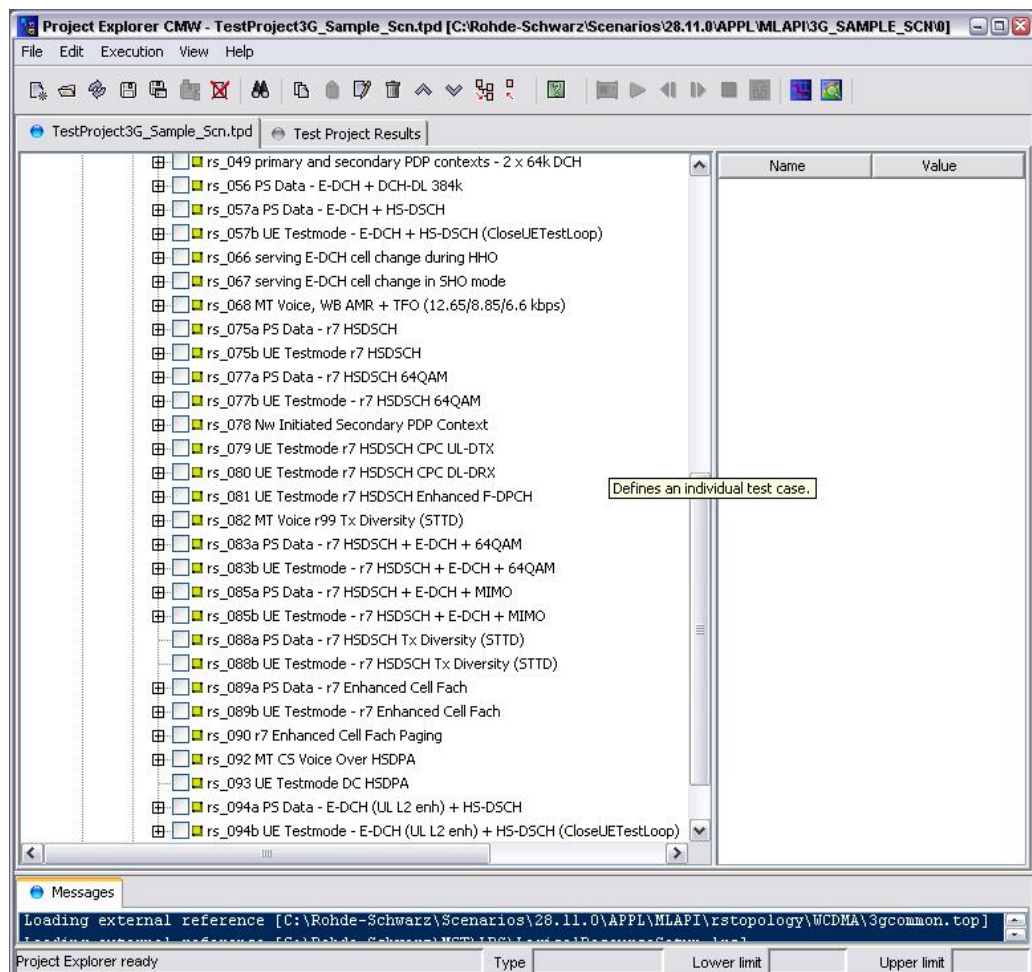 Project Explorer CMW - TestProject3G_Sample_Scn.tpd [C:\Rohde-Schwarz\Scenarios\28.11.0\APPL\MLAPI\3G_SAMPLE_SCN\0]
File Edit Execution View Help
TestProject3G_Sample_Scn.tpd Test Project Results
rs_049 primary and secondary PDP contexts - 2 x 64k DCH
Name Value
rs_056 PS Data - E-DCH + DCH-DL 384k
rs_057a PS Data - E-DCH + HS-DSCH
rs_057b UE Testmode - E-DCH + HS-DSCH (CloseUETestLoop)
rs_066 serving E-DCH cell change during HHO
rs_067 serving E-DCH cell change in SHO mode
rs_068 MT Voice, WB AMR + TFO (12.65/8.85/6.6 kbps)
rs_075a PS Data - r7 HSDSCH
rs_075b UE Testmode r7 HSDSCH
rs_077a PS Data - r7 HSDSCH 64QAM
rs_077b UE Testmode - r7 HSDSCH 64QAM
rs_078 Nw Initiated Secondary PDP Context
rs_079 UE Testmode r7 HSDSCH CPC UL-DTX
rs_080 UE Testmode r7 HSDSCH CPC DL-DRX
Defines an individual test case.
rs_081 UE Testmode r7 HSDSCH Enhanced F-DPCH
rs_082 MT Voice r99 Tx Diversity (STTD)
rs_083a PS Data - r7 HSDSCH + E-DCH + 64QAM
rs_083b UE Testmode - r7 HSDSCH + E-DCH + 64QAM
rs_085a PS Data - r7 HSDSCH + E-DCH + MIMO
rs_085b UE Testmode - r7 HSDSCH + E-DCH + MIMO
rs_088a PS Data - r7 HSDSCH Tx Diversity (STTD)
rs_088b UE Testmode - r7 HSDSCH Tx Diversity (STTD)
rs_089a PS Data - r7 Enhanced Cell Fach
rs_089b UE Testmode - r7 Enhanced Cell Fach
rs_090 r7 Enhanced Cell Fach Paging
rs_092 MT CS Voice Over HSDPA
rs_093 UE Testmode DC HSDPA
rs_094a PS Data - E-DCH (UL L2 enh) + HS-DSCH
rs_094b UE Testmode - E-DCH (UL L2 enh) + HS-DSCH (CloseUETestLoop)
Messages
Loading external reference [C:\Rohde-Schwarz\Scenarios\28.11.0\APPL\MLAPI\rstopology\WCDMA\3gcommon.top]
Loading external reference
Project Explorer ready Type Lower limit Upper limit